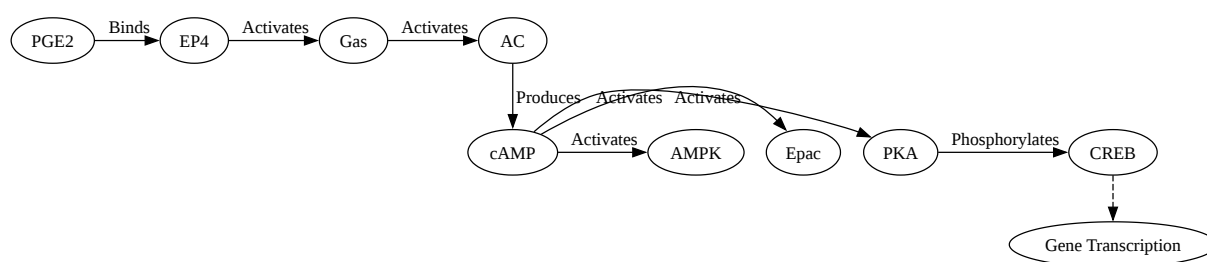 Binds
Activates
Activates
PGE2
EP4
Gas
AC
Produces
Activates
Activates
Activates
Phosphorylates
cAMP
AMPK
Epac
PKA
CREB
Gene Transcription